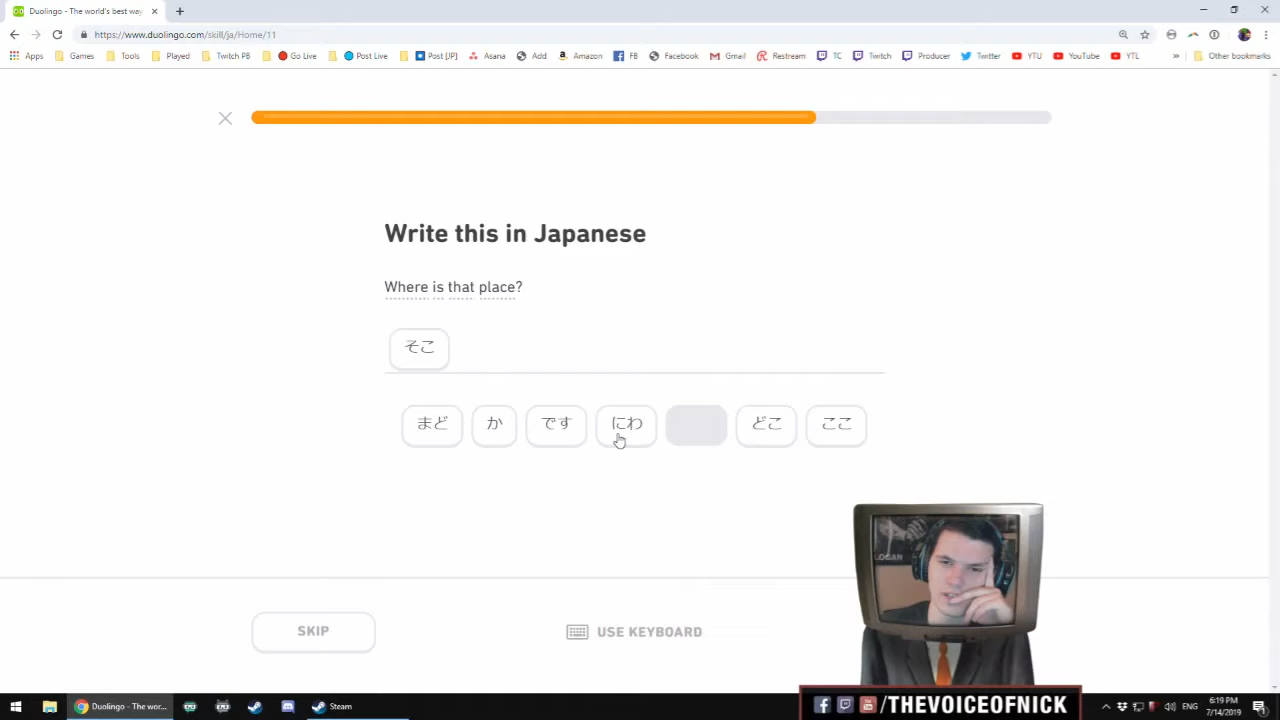 Duolingo - The world's best way
https://www.duolingo.com/skill/ja/Home/11
Apps Games Tools Played Twitch PB Go Live Post Live Post [JP] Asana Add Amazon FB Facebook Gmail Restream TC Twitch Producer Twitter YTU YouTube YTL » Other bookmarks
Write this in Japanese
Where is that place?
そこ
まど か です にわ どこ ここ
LOGAN
SKIP
USE KEYBOARD
/THEVOICEOFNICK
Duolingo - The wor...
Steam
ENG
6:19 PM
7/14/2019